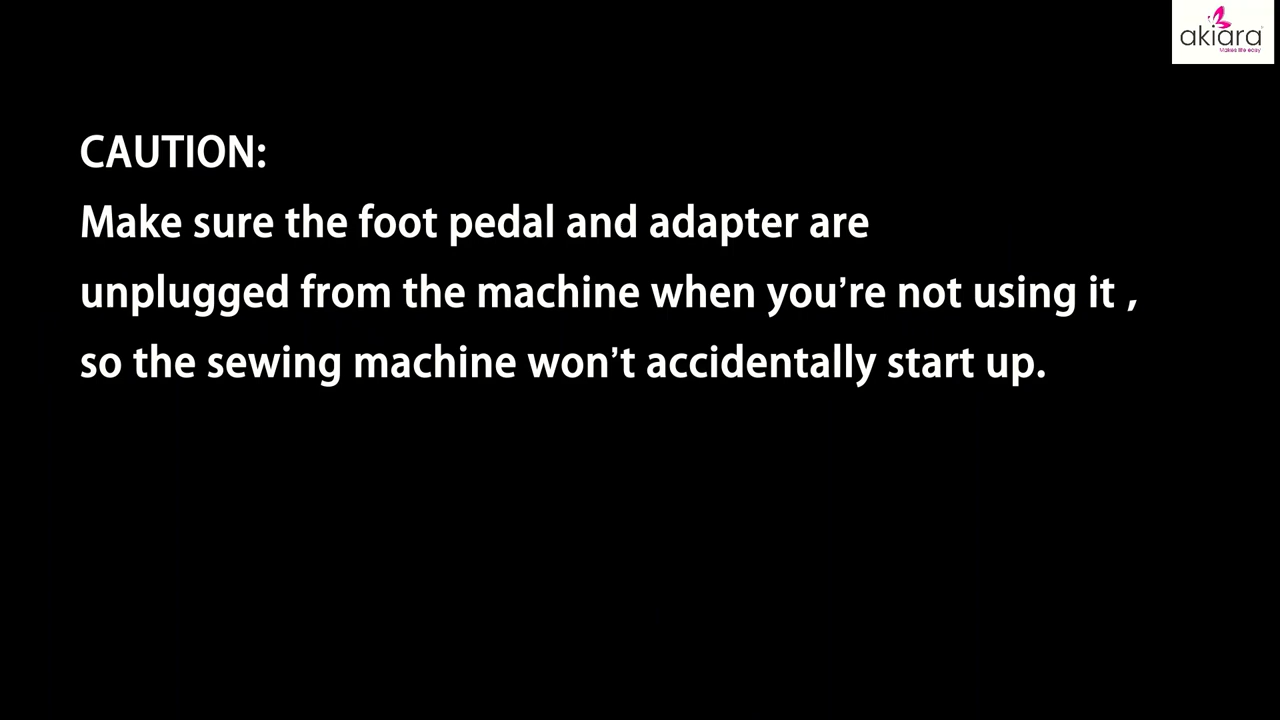 akiara
Makes life easy
CAUTION:
Make sure the foot pedal and adapter are
unplugged from the machine when you’re not using it ,
so the sewing machine won’t accidentally start up.